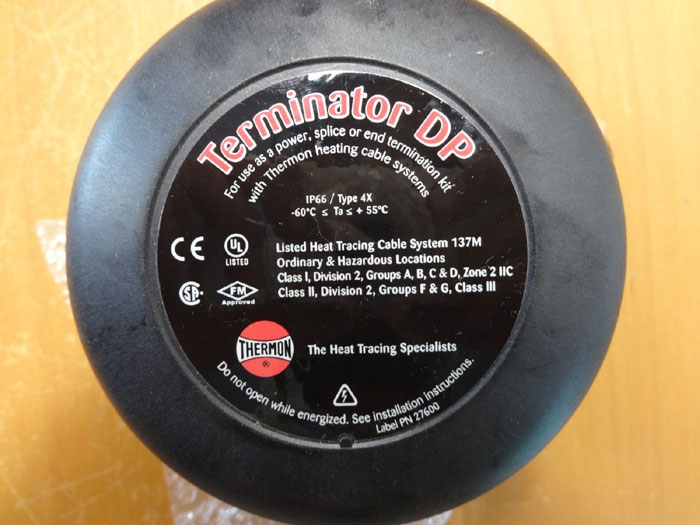 Terminator DP
For use as a power, splice or end termination kit
with Thermon heating cable systems
IP66 / Type 4X
-60°C ≤ Ta ≤ + 55°C
CE
UL
LISTED
Listed Heat Tracing Cable System 137M
Ordinary & Hazardous Locations
Class I, Division 2, Groups A, B, C & D, Zone 2 IIC
Class II, Division 2, Groups F & G, Class III
SA
FM
Approved
THERMON
®
The Heat Tracing Specialists
Do not open while energized. See installation instructions.
Label PN 27600